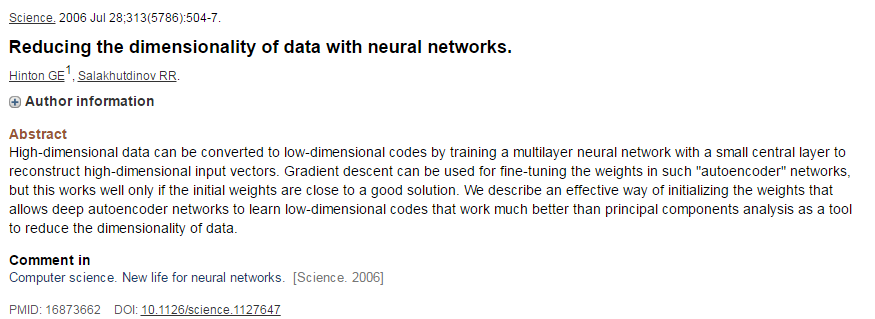 Science. 2006 Jul 28;313(5786):504-7.
Reducing the dimensionality of data with neural networks.
Hinton GE1, Salakhutdinov RR.
Author information
Abstract
High-dimensional data can be converted to low-dimensional codes by training a multilayer neural network with a small central layer to
reconstruct high-dimensional input vectors. Gradient descent can be used for fine-tuning the weights in such "autoencoder" networks,
but this works well only if the initial weights are close to a good solution. We describe an effective way of initializing the weights that
allows deep autoencoder networks to learn low-dimensional codes that work much better than principal components analysis as a tool
to reduce the dimensionality of data.
Comment in
Computer science. New life for neural networks. [Science. 2006]
PMID: 16873662 DOI: 10.1126/science.1127647